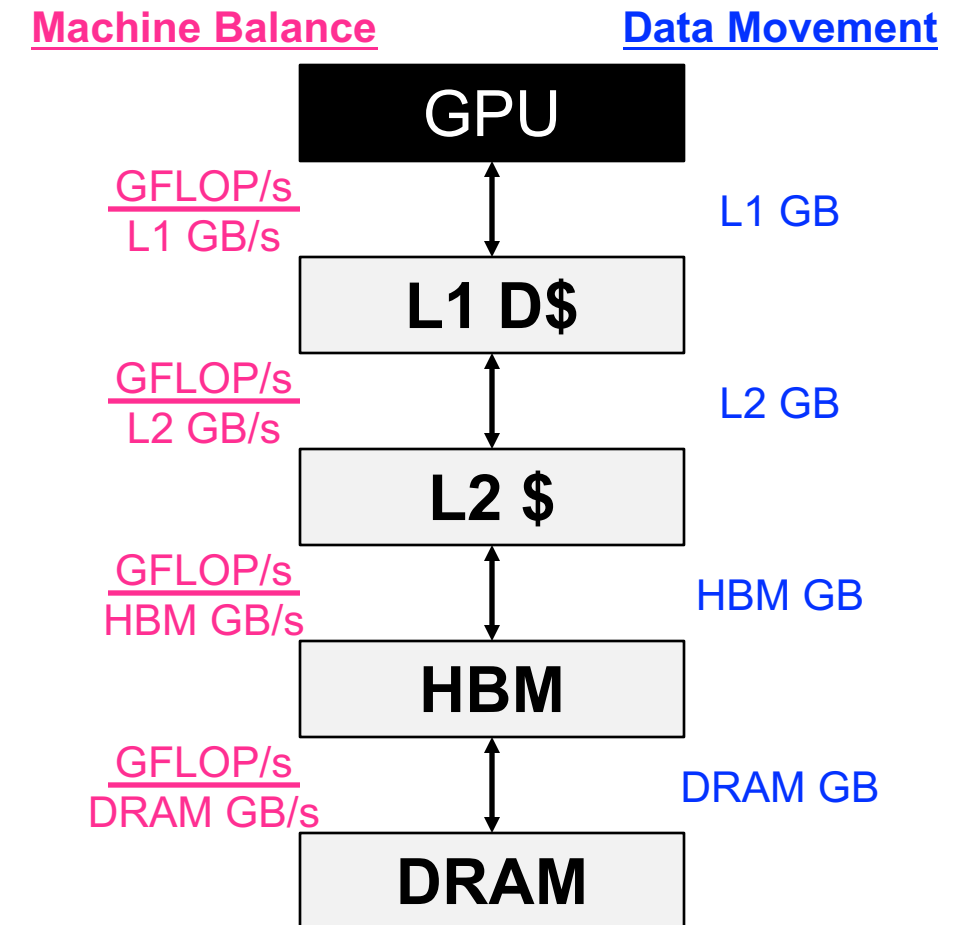 Machine Balance
Data Movement
GPU
GFLOP/s
L1 GB/s
L1 GB
L1 D$
GFLOP/s
L2 GB/s
L2 GB
L2 $
GFLOP/s
HBM GB/s
HBM GB
HBM
GFLOP/s
DRAM GB/s
DRAM GB
DRAM